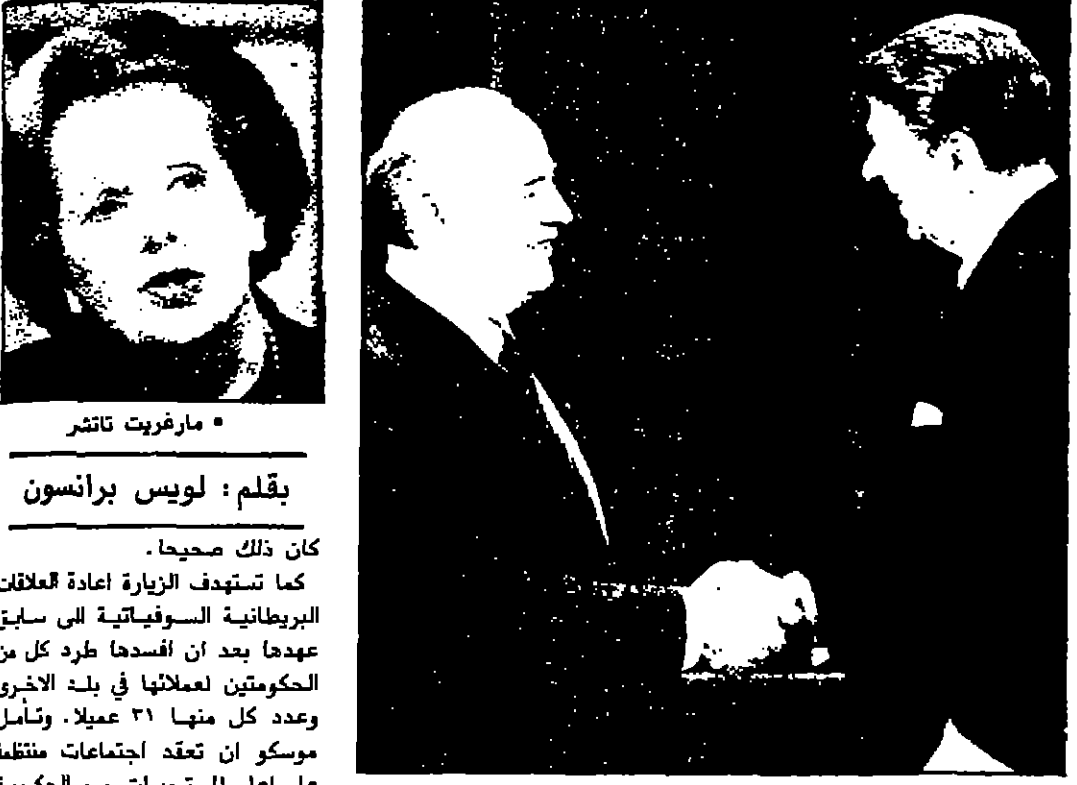 مارغريت تاتشر
بقلم : لويس برانسون
كان ذلك صحيحا .
كما تستهدف الزيارة اعادة العلاقات
البريطانية السوفياتية الى سابق
عهدها بعد ان افسدها طرد كل من
الحكومتين لعملائها في بلد الاخرى
وعدد كل منها ٣١ عميلا . وتأمل
موسكو ان تعقد اجتماعات منتظمة